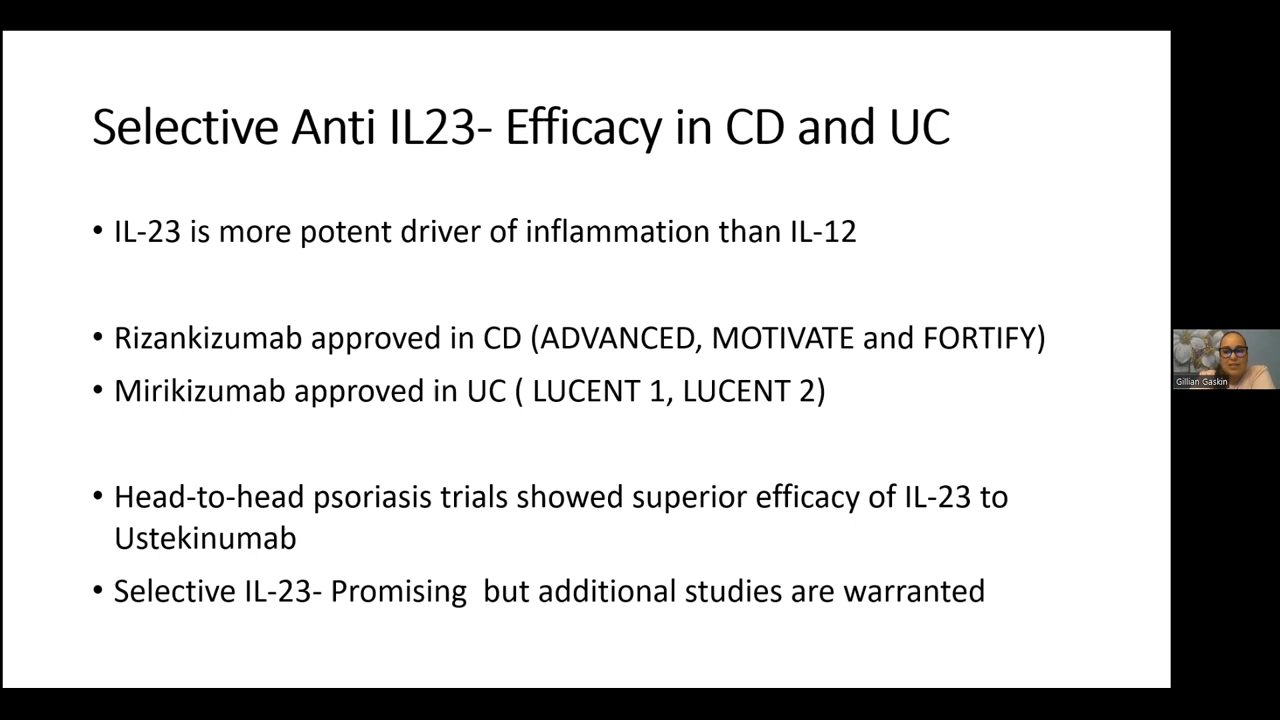 Selective Anti IL23- Efficacy in CD and UC
• IL-23 is more potent driver of inflammation than IL-12
• Rizankizumab approved in CD (ADVANCED, MOTIVATE and FORTIFY)
• Mirikizumab approved in UC ( LUCENT 1, LUCENT 2)
• Head-to-head psoriasis trials showed superior efficacy of IL-23 to
Ustekinumab
• Selective IL-23- Promising  but additional studies are warranted
Gillian Gaskin